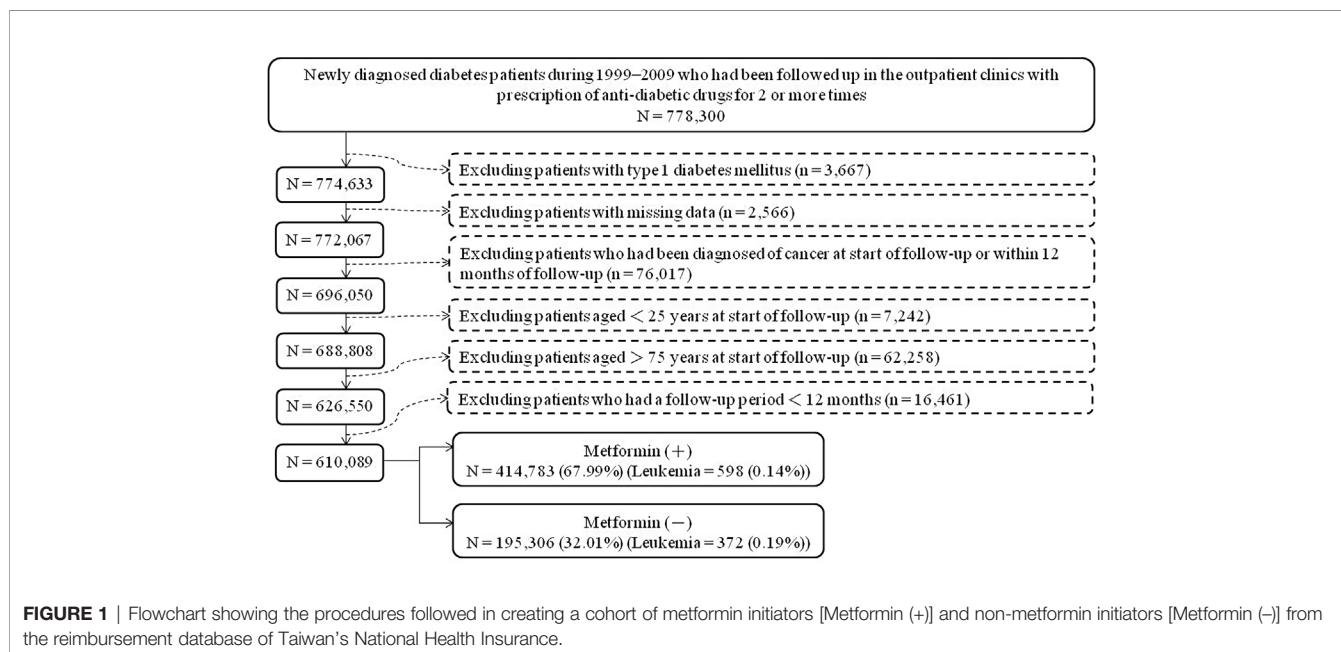 Newly diagnosed diabetes patients during 1999–2009 who had been followed up in the outpatient clinics with
prescription of anti-diabetic drugs for 2 or more times
N = 778,300
Excluding patients with type 1 diabetes mellitus (n = 3,667)
N = 774,633
Excluding patients with missing data (n = 2,566)
N = 772,067
Excluding patients who had been diagnosed of cancer at start of follow-up or within 12
months of follow-up (n = 76,017)
N = 696,050
Excluding patients aged < 25 years at start of follow-up (n = 7,242)
N = 688,808
Excluding patients aged > 75 years at start of follow-up (n = 62,258)
N = 626,550
Excluding patients who had a follow-up period < 12 months (n = 16,461)
N = 610,089
Metformin (+)
N = 414,783 (67.99%) (Leukemia = 598 (0.14%))
Metformin (−)
N = 195,306 (32.01%) (Leukemia = 372 (0.19%))
FIGURE 1 | Flowchart showing the procedures followed in creating a cohort of metformin initiators [Metformin (+)] and non-metformin initiators [Metformin (–)] from
the reimbursement database of Taiwan's National Health Insurance.